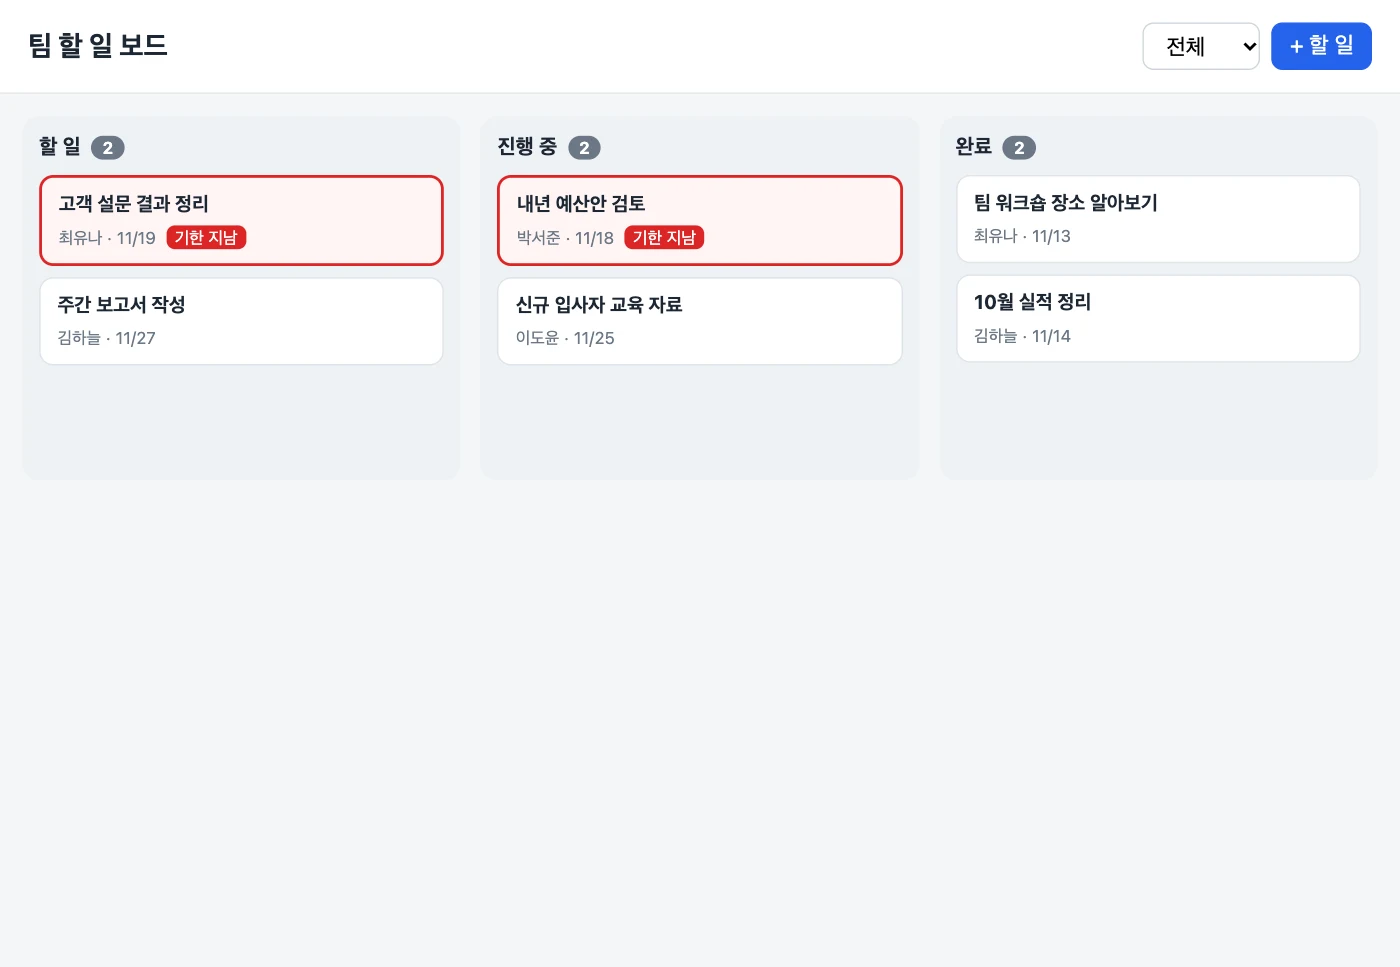 팀 할 일 보드
전체
+ 할 일
할 일 2
고객 설문 결과 정리
최유나 · 11/19 기한 지남
주간 보고서 작성
김하늘 · 11/27
진행 중 2
내년 예산안 검토
박서준 · 11/18 기한 지남
신규 입사자 교육 자료
이도윤 · 11/25
완료 2
팀 워크숍 장소 알아보기
최유나 · 11/13
10월 실적 정리
김하늘 · 11/14